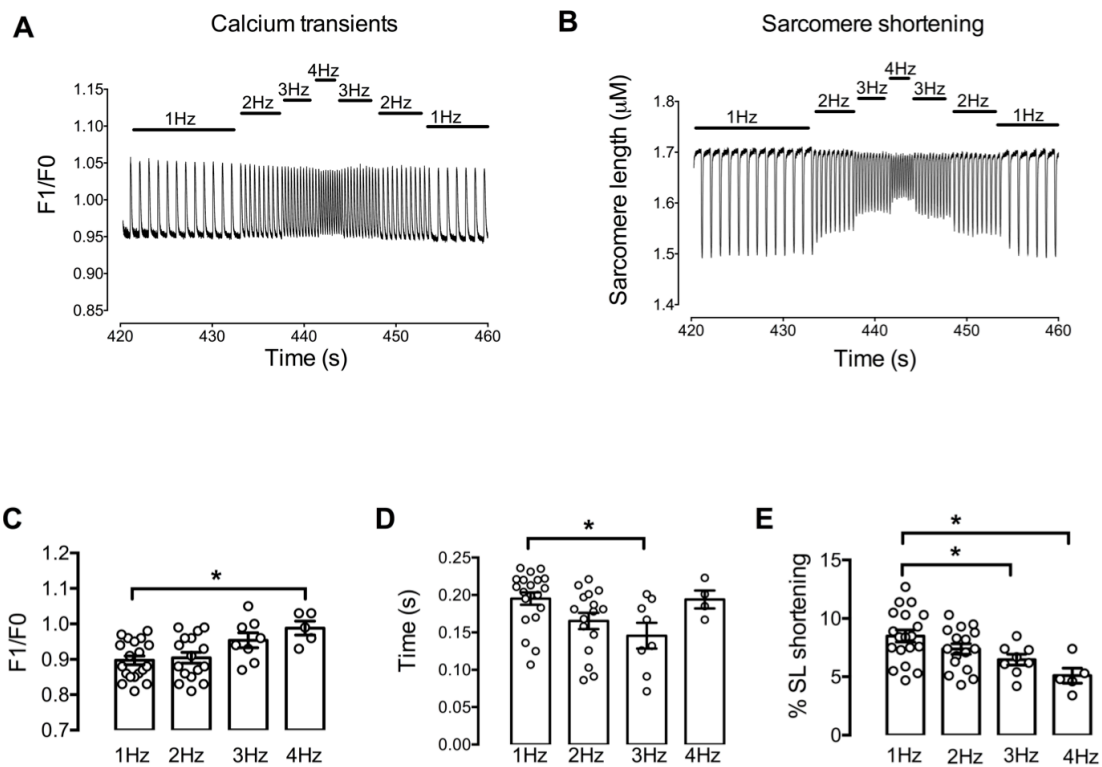 A
Calcium transients
4Hz
3Hz
3Hz
2Hz
2Hz
1Hz
1Hz
F1/F0
1.15
1.10
1.05
1.00
0.95
0.90
0.85
420
430
440
450
460
Time (s)
B
Sarcomere shortening
4Hz
3Hz
3Hz
2Hz
2Hz
1Hz
1Hz
Sarcomere length (µM)
1.8
1.7
1.6
1.5
1.4
420
430
440
450
460
Time (s)
C
F1/F0
1.2
1.1
1.0
0.9
0.8
0.7
*
1Hz
2Hz
3Hz
4Hz
D
Time (s)
0.25
0.20
0.15
0.10
0.05
0.00
*
1Hz
2Hz
3Hz
4Hz
E
% SL shortening
15
10
5
0
*
*
1Hz
2Hz
3Hz
4Hz